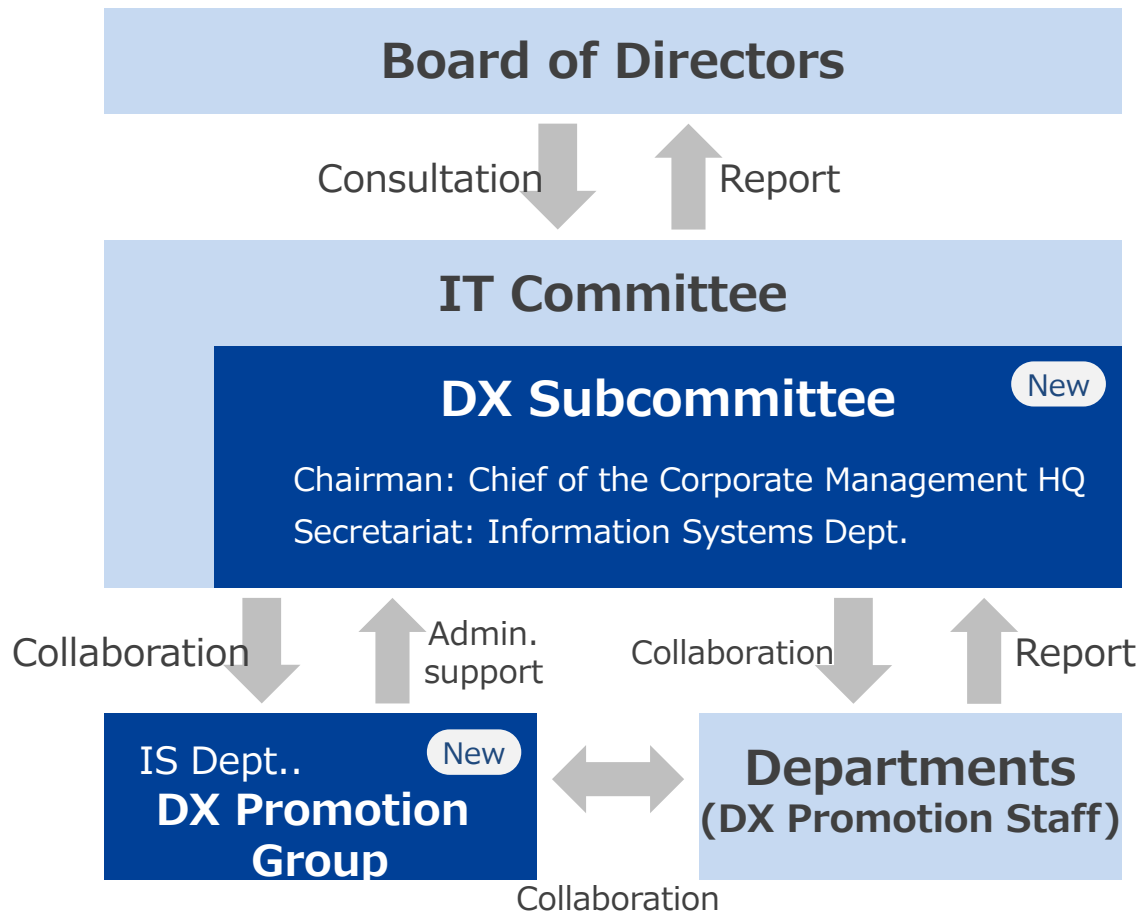 Board of Directors
Consultation
Report
IT Committee
DX Subcommittee
New
Chairman: Chief of the Corporate Management HQ
Secretariat: Information Systems Dept.
Collaboration
Admin.
support
Collaboration
Report
IS Dept..
New
DX Promotion
Group
Departments
(DX Promotion Staff)
Collaboration